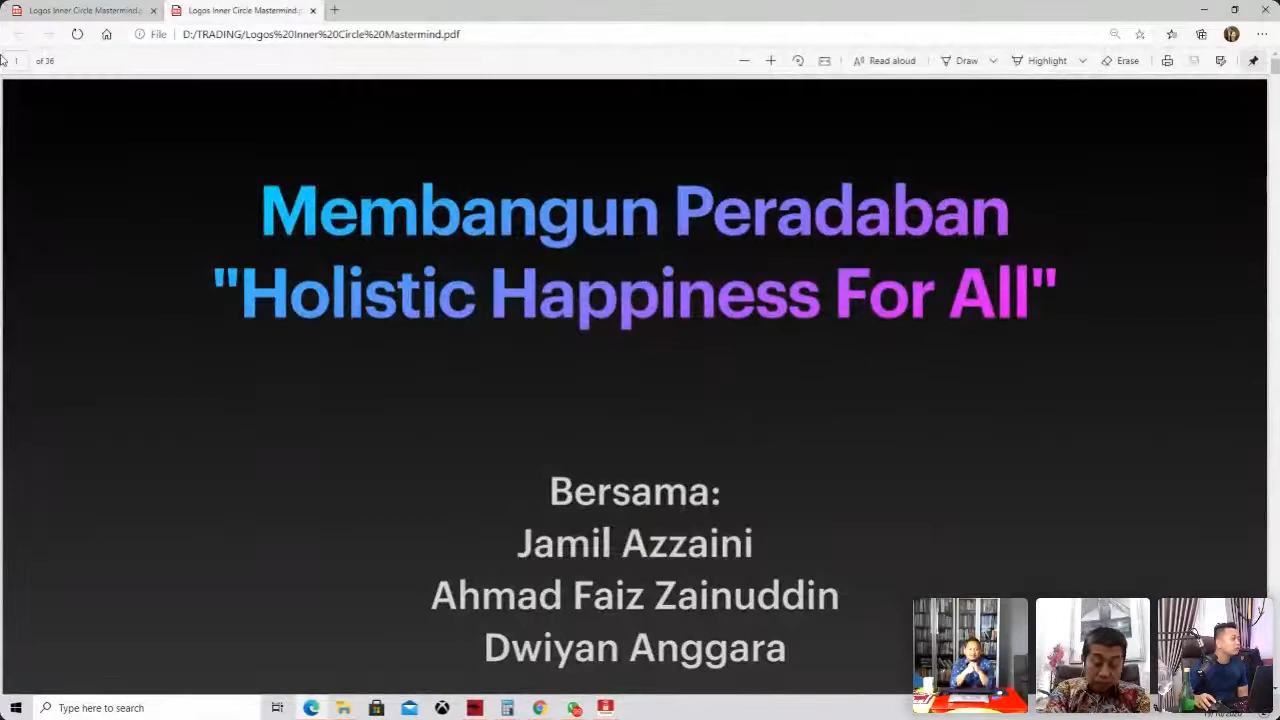 Logos Inner Circle Mastermind.
Logos Inner Circle Mastermind.
File D:/TRADING/Logos%20Inner%20Circle%20Mastermind.pdf
1 of 36 Read aloud Draw Highlight Erase
Membangun Peradaban
"Holistic Happiness For All"
Bersama:
Jamil Azzaini
Ahmad Faiz Zainuddin
Dwiyan Anggara
Type here to search